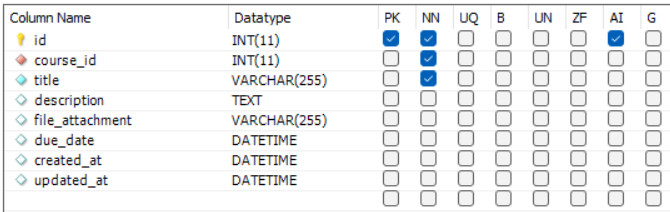 Column Name Datatype PK NN UQ B UN ZF AI G
id INT(11)
course_id INT(11)
title VARCHAR(255)
description TEXT
file_attachment VARCHAR(255)
due_date DATETIME
created_at DATETIME
updated_at DATETIME